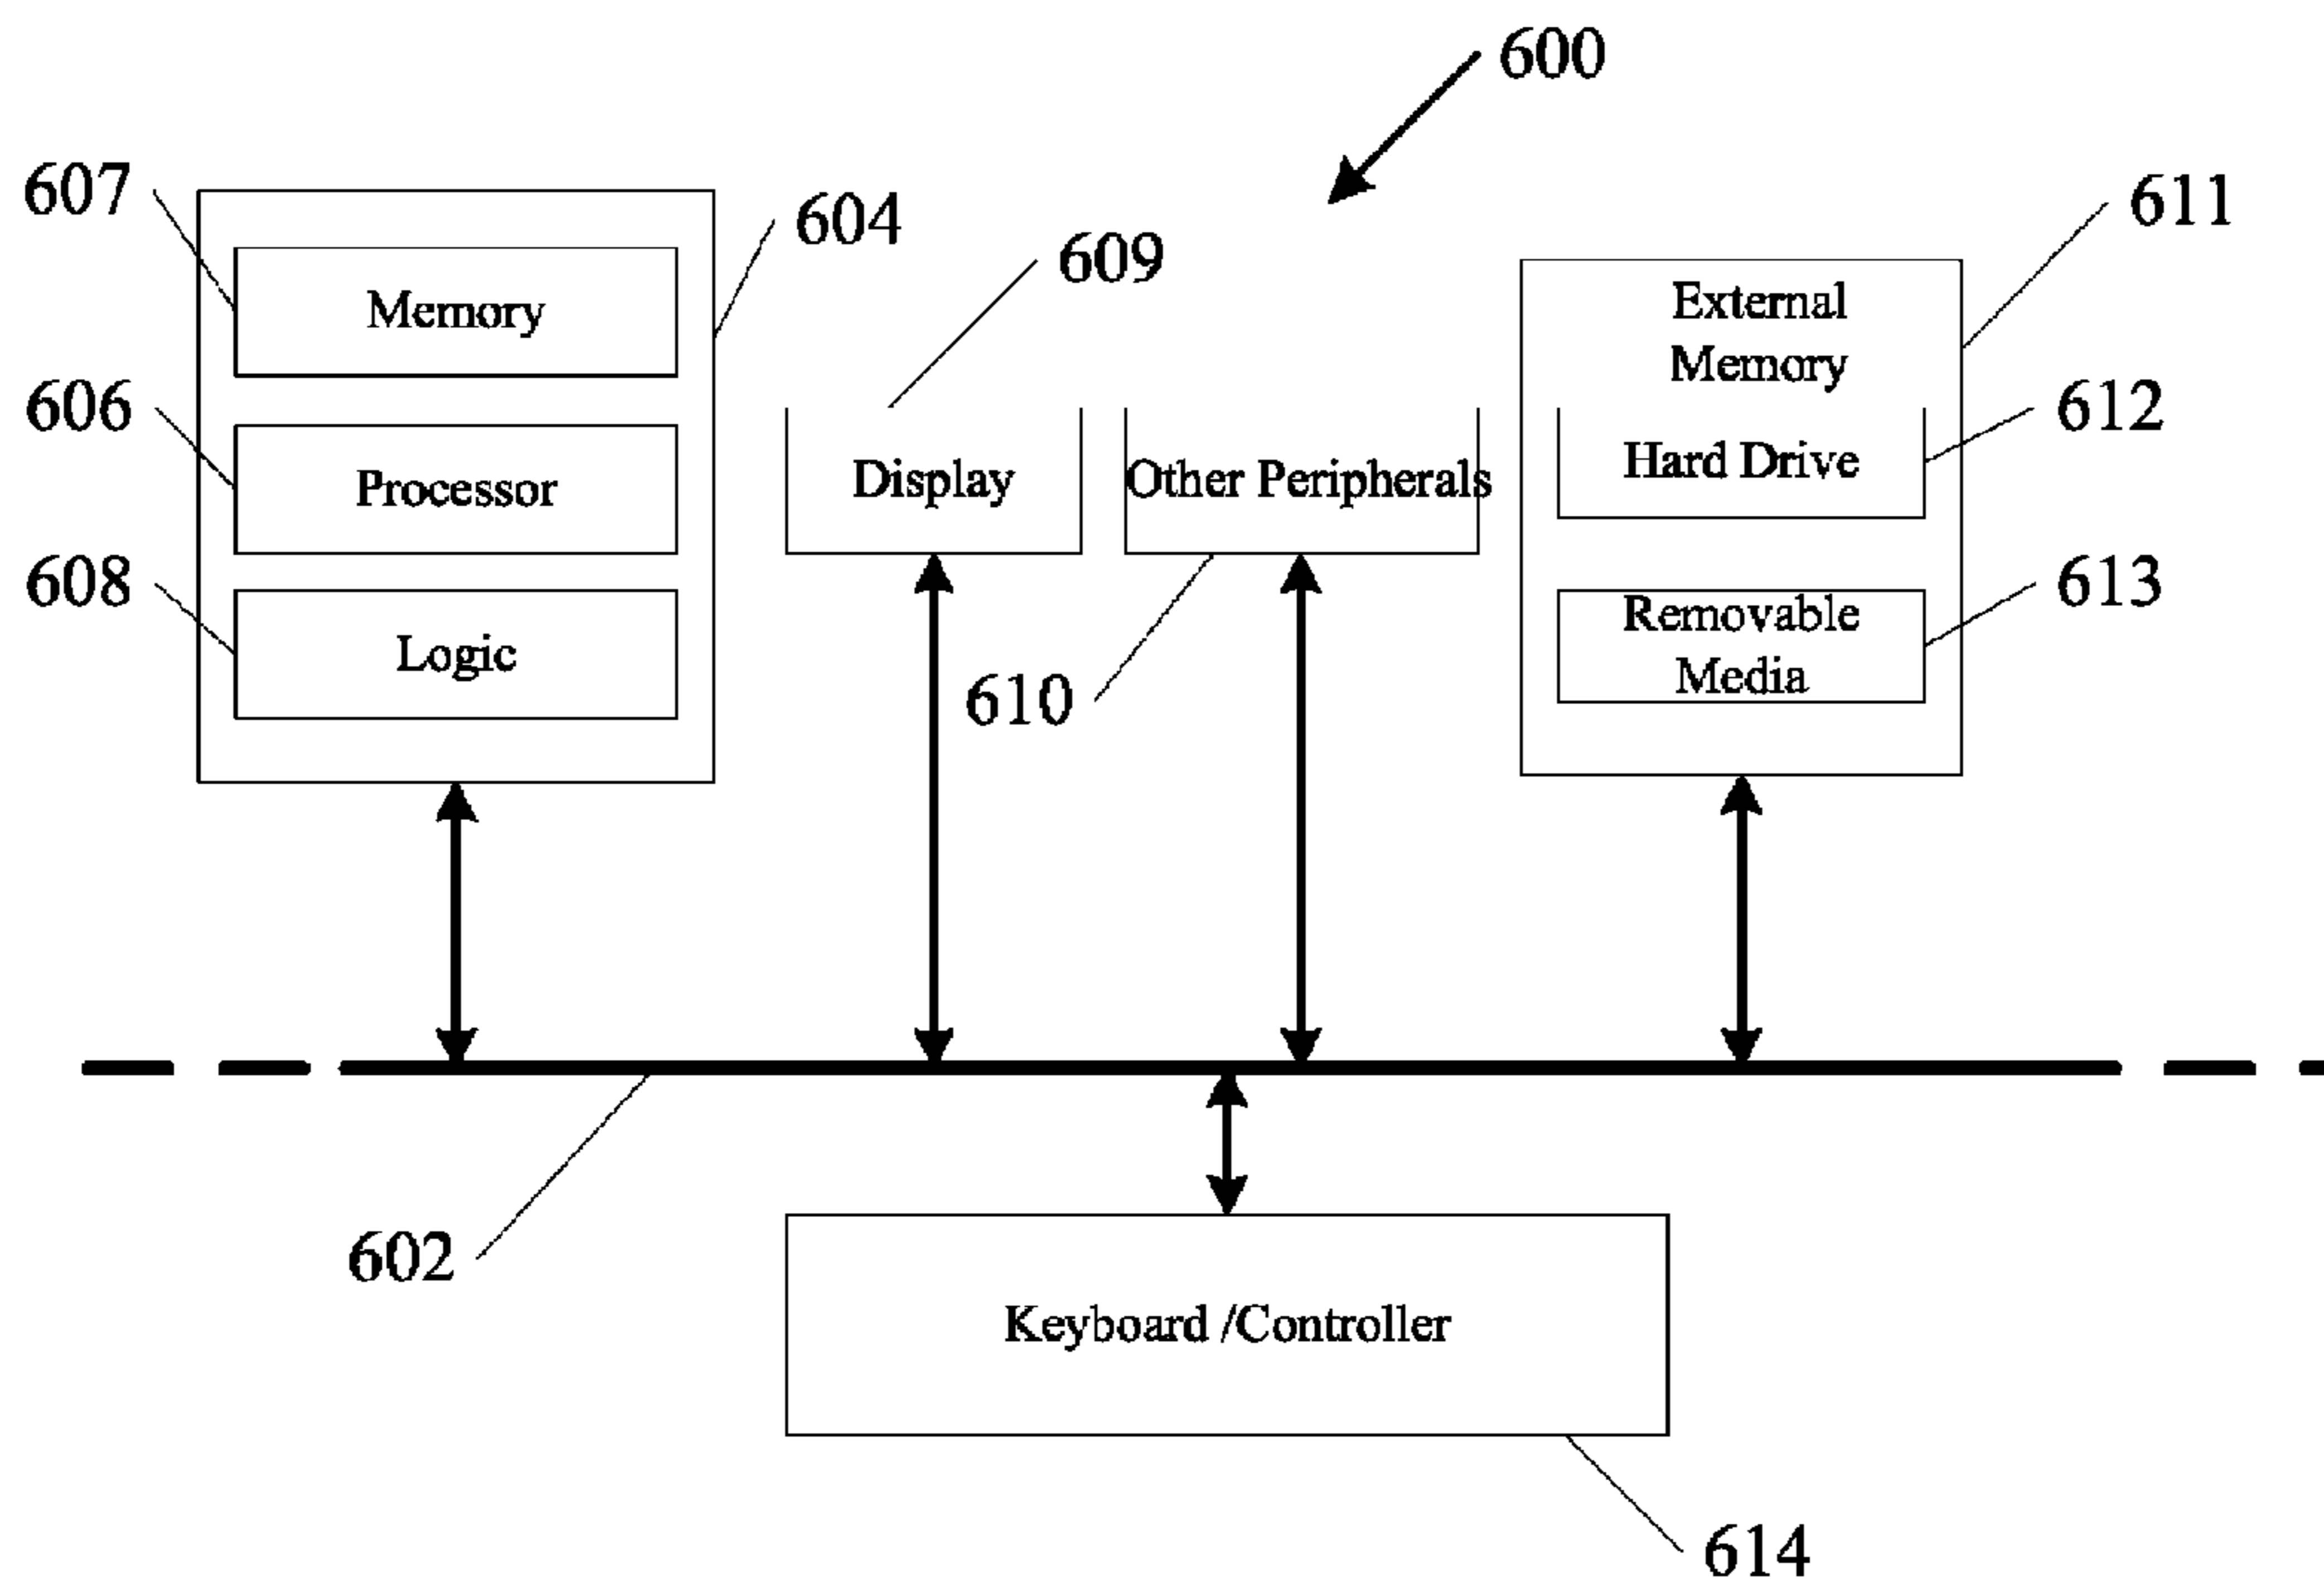 600
607
604
611
609
Memory
External
Memory
606
612
Processor
Display
Other Peripherals
Hard Drive
608
613
Removable
Media
Logic
610
602
Keyboard /Controller
614